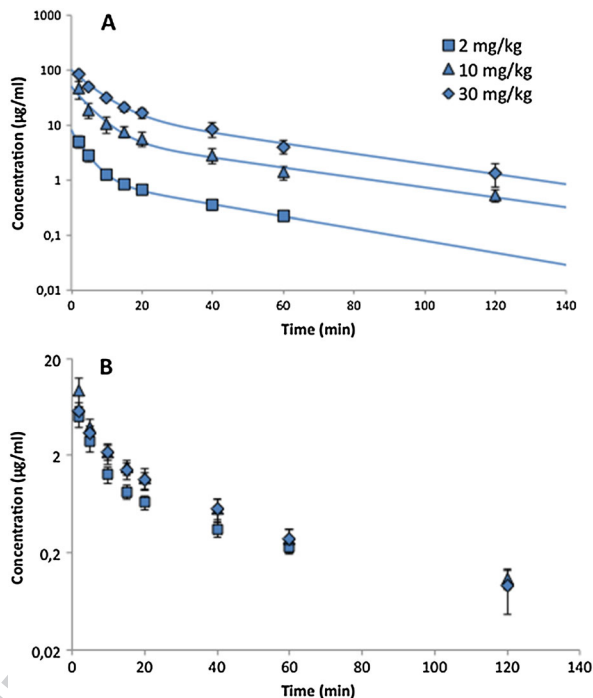 A
1000
100
10
1
0,1
0,01
Concentration (µg/ml)
2 mg/kg
10 mg/kg
30 mg/kg
0 20 40 60 80 100 120 140
Time (min)
B
20
2
0,2
0,02
Concentration (µg/ml)
0 20 40 60 80 100 120 140
Time (min)